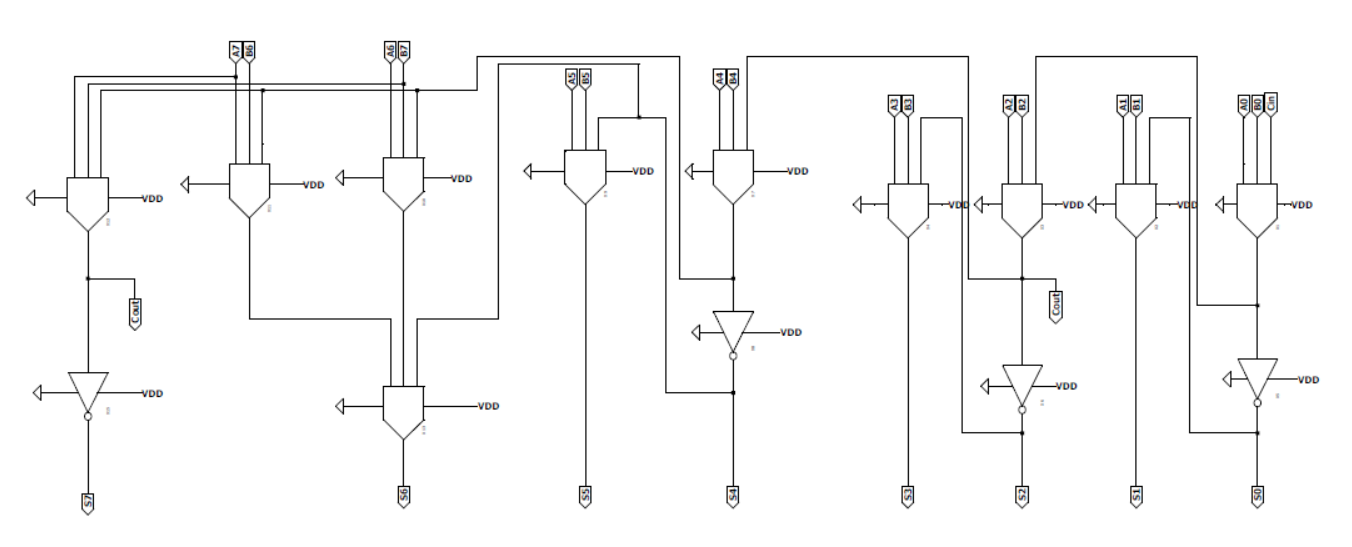 A7 B6 A6 B7
A5 B5 A4 B4
A3 B3 A2 B2 A1 B1 A0 B0 Cin
VDD VDD VDD VDD
VDD VDD VDD VDD VDD
Cout Cout
VDD
VDD VDD VDD
VDD
S7 S6 S5 S4 S3 S2 S1 S0